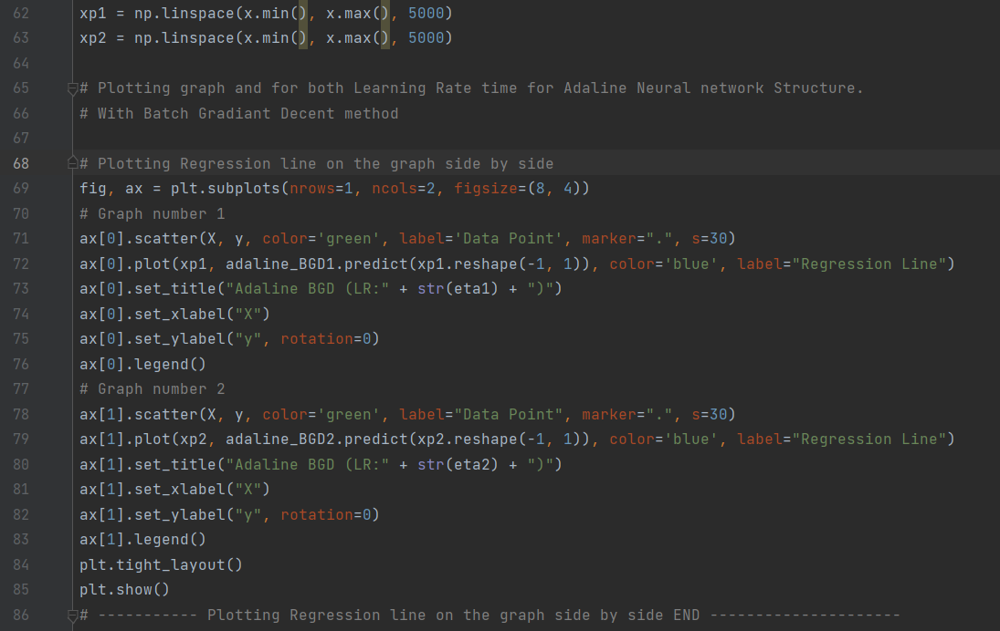 62 xp1 = np.linspace(x.min(), x.max(), 5000)
63 xp2 = np.linspace(x.min(), x.max(), 5000)
64
65 # Plotting graph and for both Learning Rate time for Adaline Neural network Structure.
66 # With Batch Gradiant Decent method
67
68 # Plotting Regression line on the graph side by side
69 fig, ax = plt.subplots(nrows=1, ncols=2, figsize=(8, 4))
70 # Graph number 1
71 ax[0].scatter(X, y, color='green', label='Data Point', marker=".", s=30)
72 ax[0].plot(xp1, adaline_BGD1.predict(xp1.reshape(-1, 1)), color='blue', label="Regression Line")
73 ax[0].set_title("Adaline BGD (LR:" + str(eta1) + ")")
74 ax[0].set_xlabel("X")
75 ax[0].set_ylabel("y", rotation=0)
76 ax[0].legend()
77 # Graph number 2
78 ax[1].scatter(X, y, color='green', label="Data Point", marker=".", s=30)
79 ax[1].plot(xp2, adaline_BGD2.predict(xp2.reshape(-1, 1)), color='blue', label="Regression Line")
80 ax[1].set_title("Adaline BGD (LR:" + str(eta2) + ")")
81 ax[1].set_xlabel("X")
82 ax[1].set_ylabel("y", rotation=0)
83 ax[1].legend()
84 plt.tight_layout()
85 plt.show()
86 # ----------- Plotting Regression line on the graph side by side END ---------------------